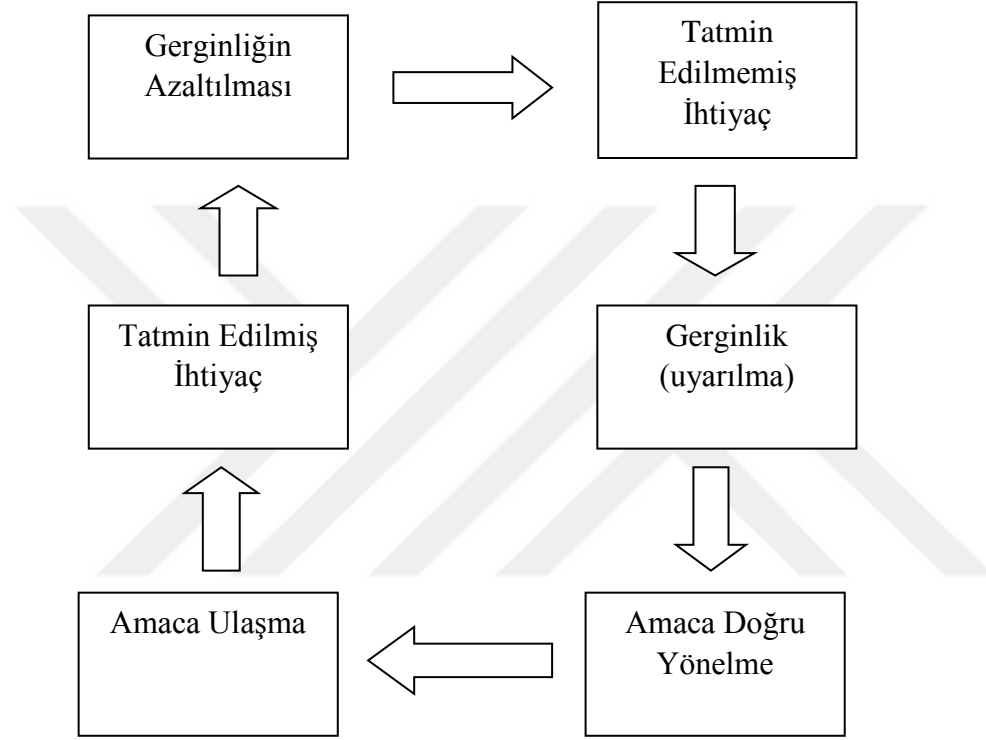 Gerginliğin
Azaltılması
Tatmin
Edilmemiş
İhtiyaç
Tatmin Edilmiş
İhtiyaç
Gerginlik
(uyarılma)
Amaca Ulaşma
Amaca Doğru
Yönelme